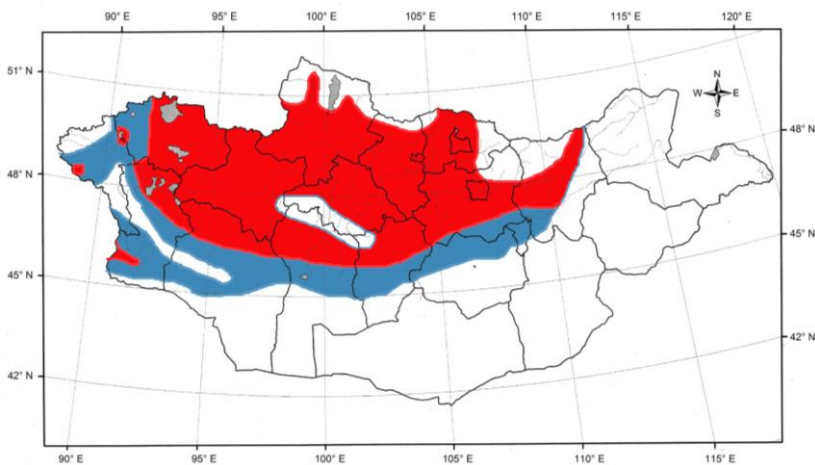 90° E 95° E 100° E 105° E 110° E 115° E 120° E
51° N
N
W E
S
48° N 48° N
45° N 45° N
42° N 42° N
90° E 95° E 100° E 105° E 110° E 115° E